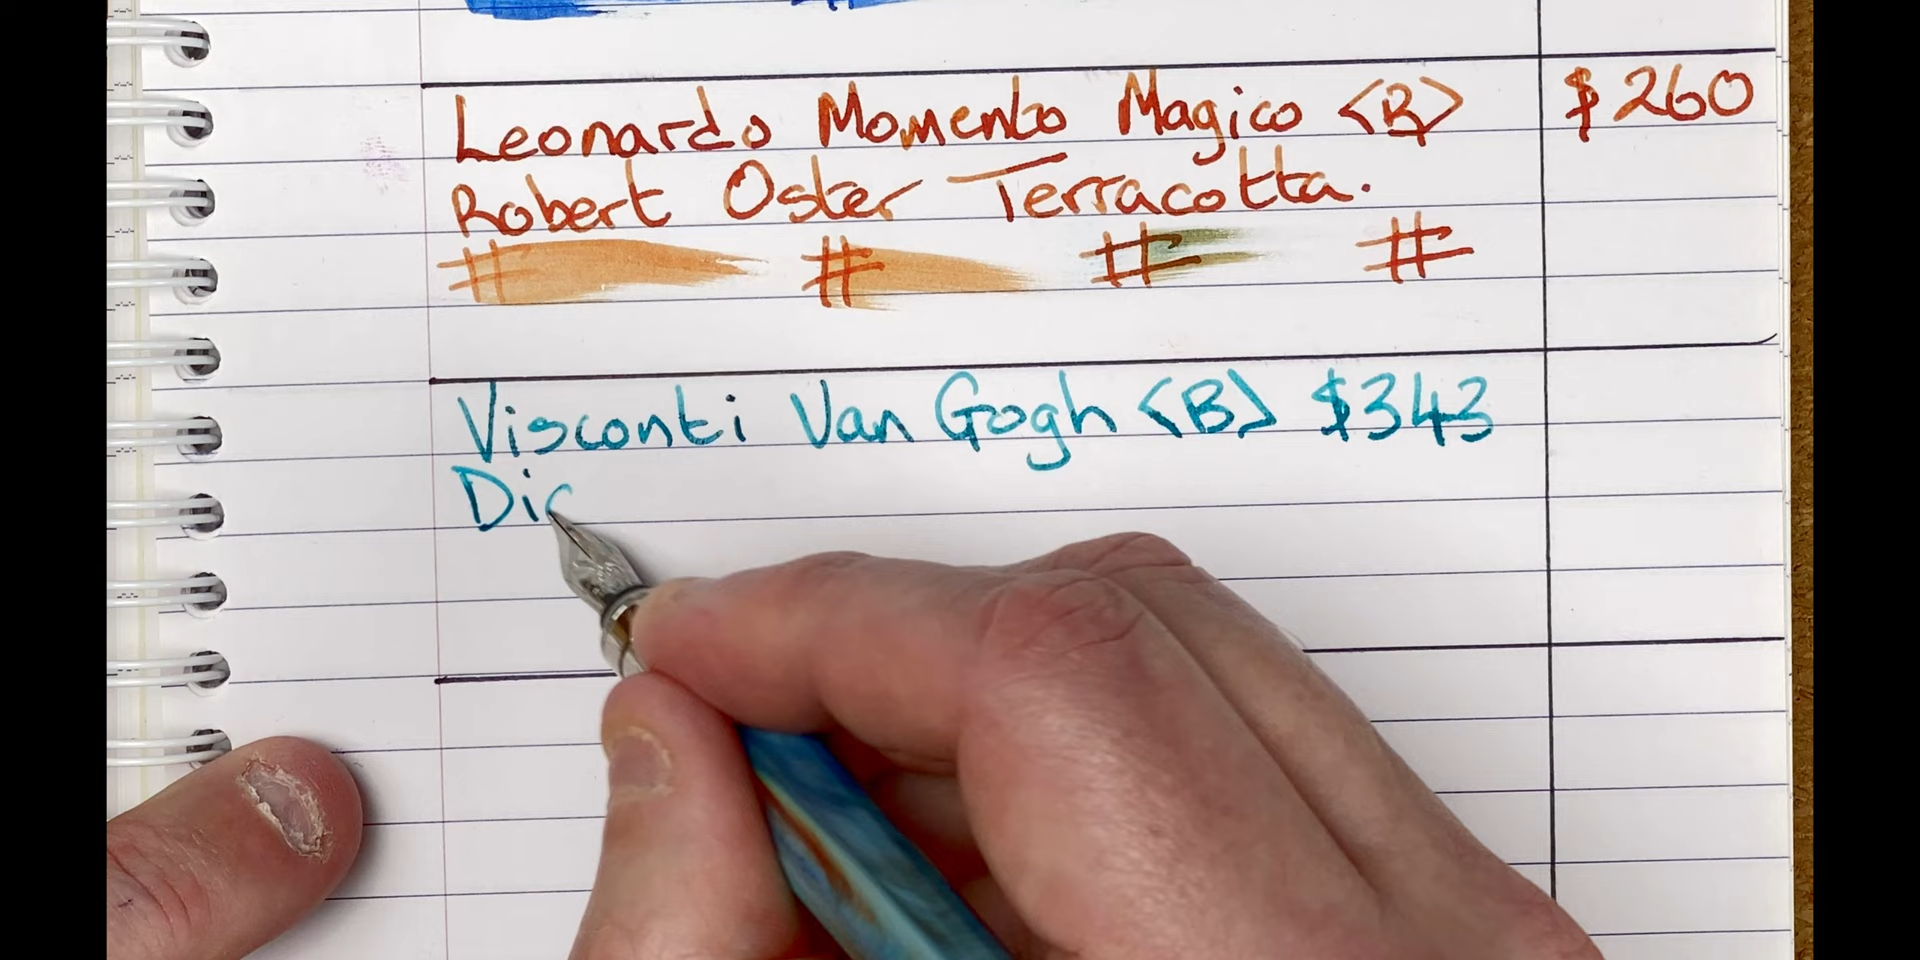 Leonardo Momento Magico <B> $260
Robert Oster Terracotta.
# # # #
Visconti Van Gogh <B> $343
Dic